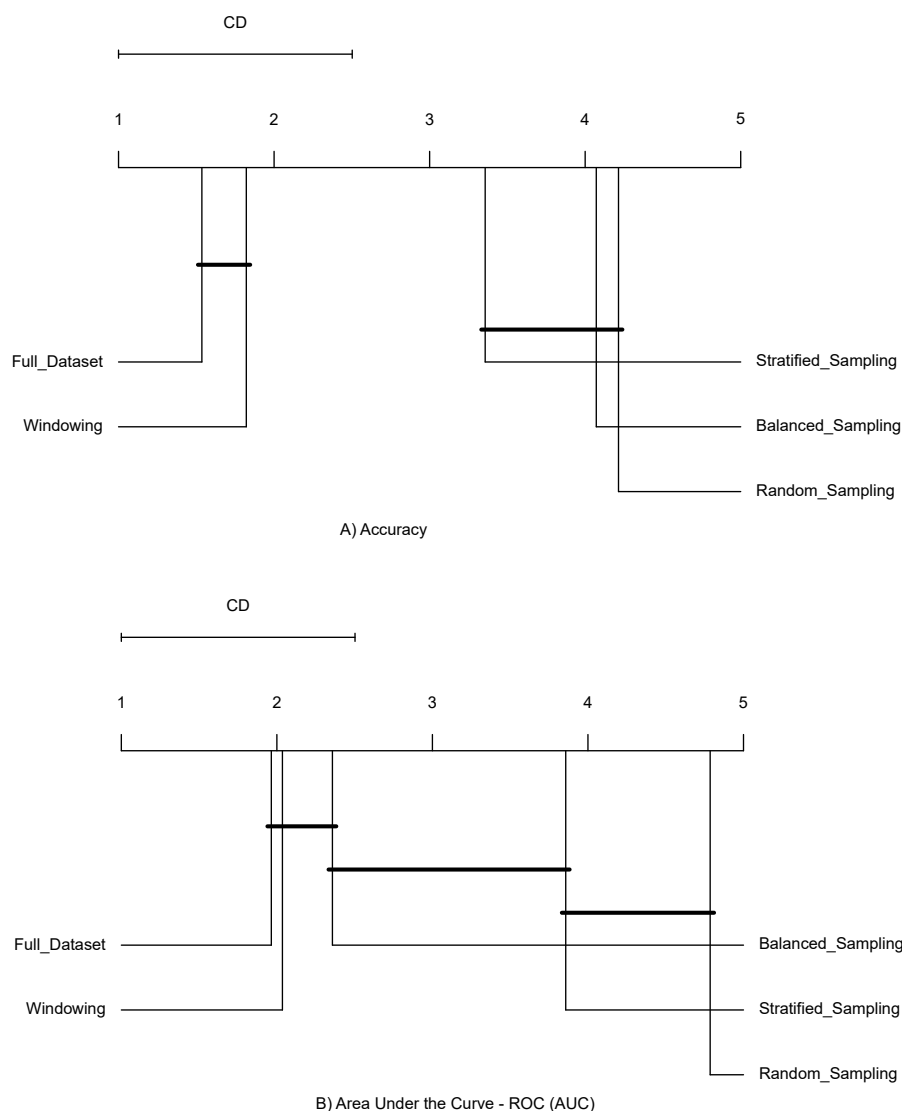 CD
1 2 3 4 5
Full_Dataset Stratified_Sampling
Windowing Balanced_Sampling
Random_Sampling
A) Accuracy
CD
1 2 3 4 5
Full_Dataset Balanced_Sampling
Windowing Stratified_Sampling
Random_Sampling
B) Area Under the Curve - ROC (AUC)